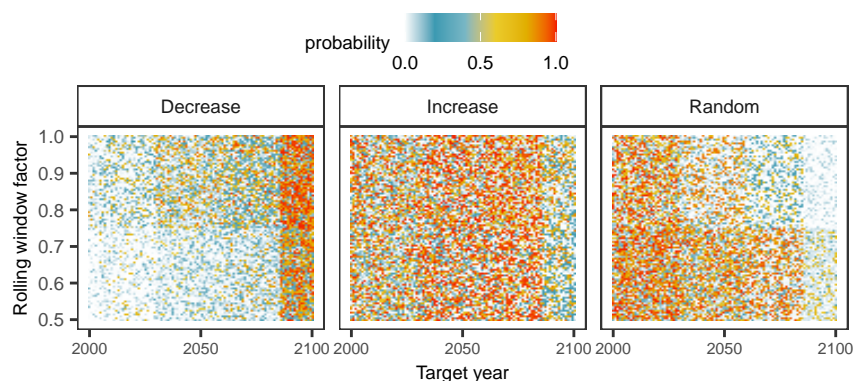 probability
0.0 0.5 1.0
Decrease Increase Random
Rolling window factor
1.0
0.9
0.8
0.7
0.6
0.5
2000 2050 2100 2000 2050 2100 2000 2050 2100
Target year